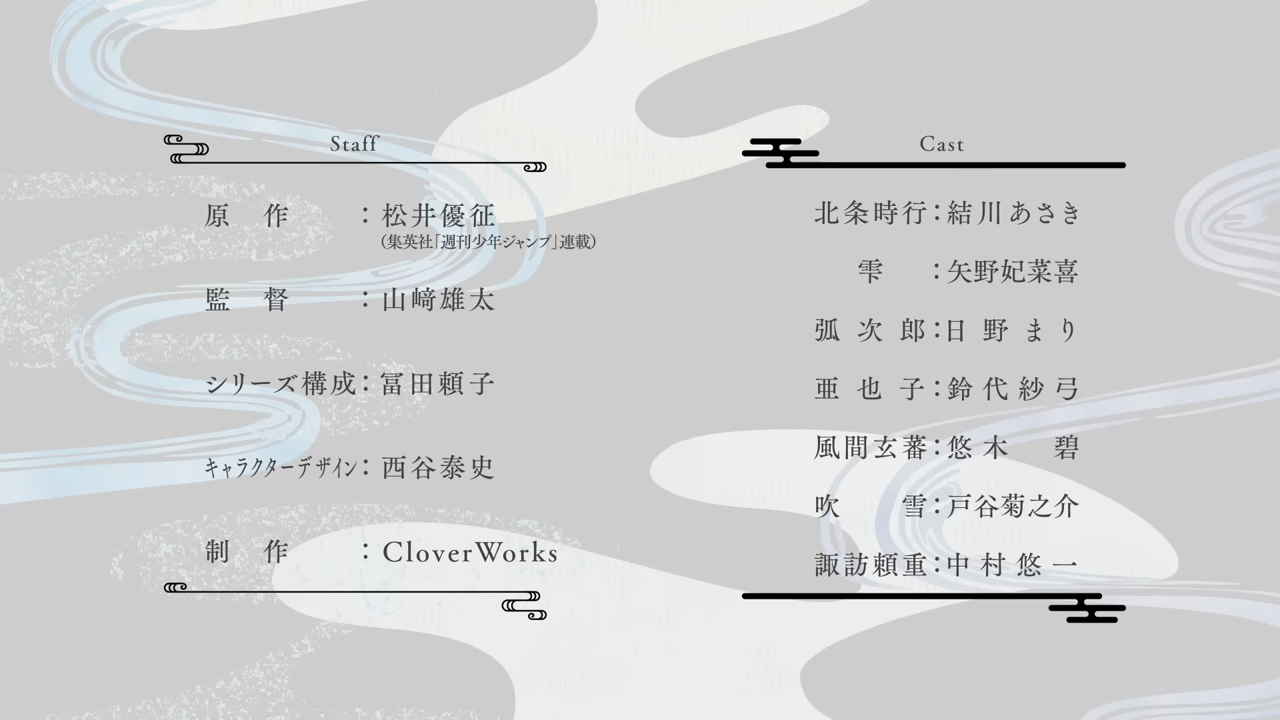 Staff
原作:松井優征
(集英社「週刊少年ジャンプ」連載)
監督:山﨑雄太
シリーズ構成:冨田頼子
キャラクターデザイン:西谷泰史
制作:CloverWorks
Cast
北条時行:結川あさき
雫:矢野妃菜喜
弧次郎:日野まり
亜也子:鈴代紗弓
風間玄蕃:悠木碧
吹雪:戸谷菊之介
諏訪頼重:中村悠一